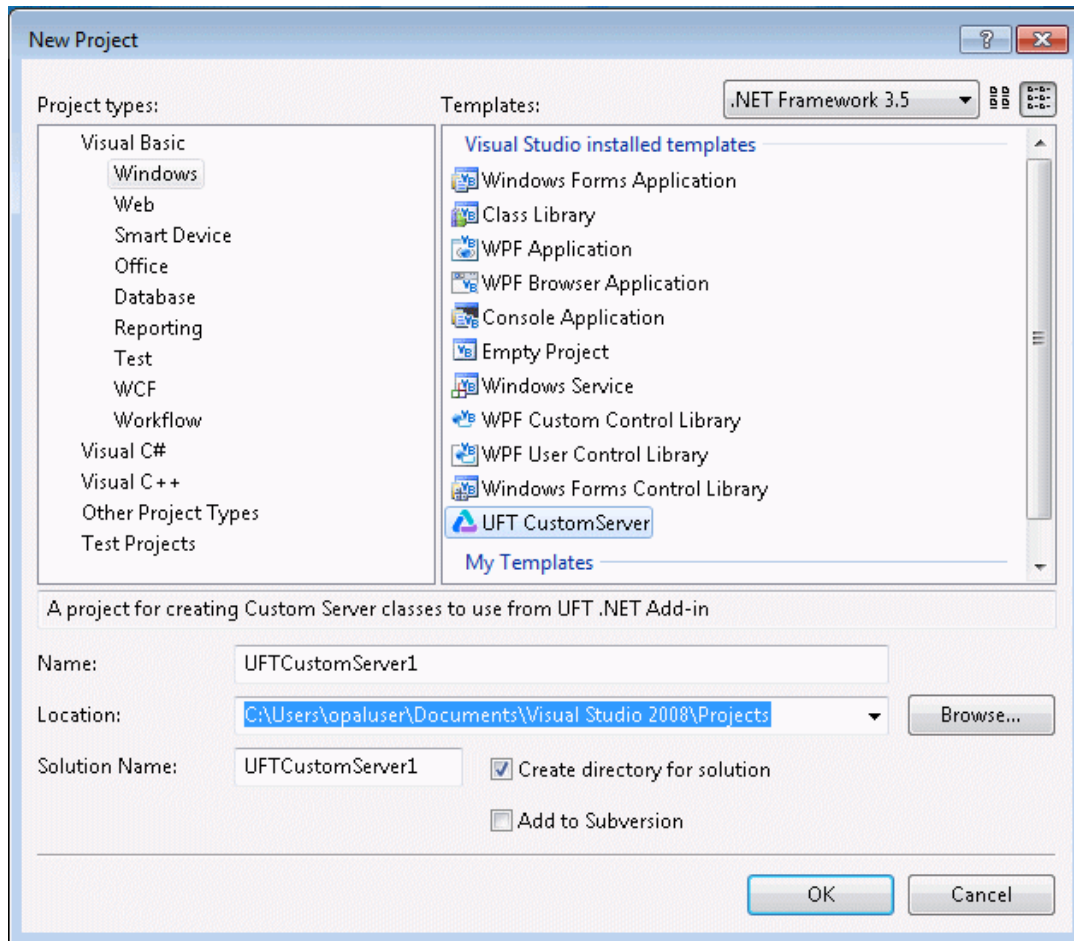 New Project
Project types:
Templates:
.NET Framework 3.5
Visual Basic
Windows
Web
Smart Device
Office
Database
Reporting
Test
WCF
Workflow
Visual C#
Visual C++
Other Project Types
Test Projects
Visual Studio installed templates
Windows Forms Application
Class Library
WPF Application
WPF Browser Application
Console Application
Empty Project
Windows Service
WPF Custom Control Library
WPF User Control Library
Windows Forms Control Library
UFT CustomServer
My Templates
A project for creating Custom Server classes to use from UFT .NET Add-in
Name: UFTCustomServer1
Location: C:\Users\opaluser\Documents\Visual Studio 2008\Projects Browse...
Solution Name: UFTCustomServer1 Create directory for solution
Add to Subversion
OK Cancel